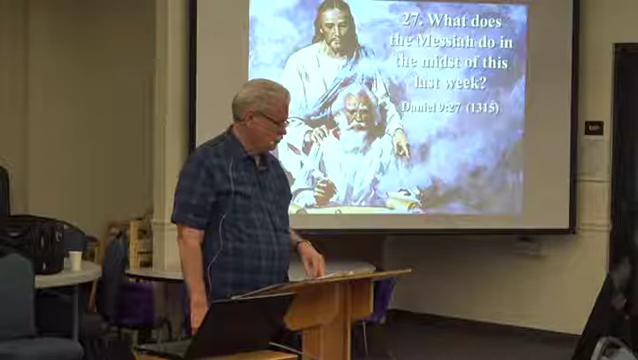 27. What does
the Messiah do in
the midst of this
last week?
Daniel 9:27 (1315)